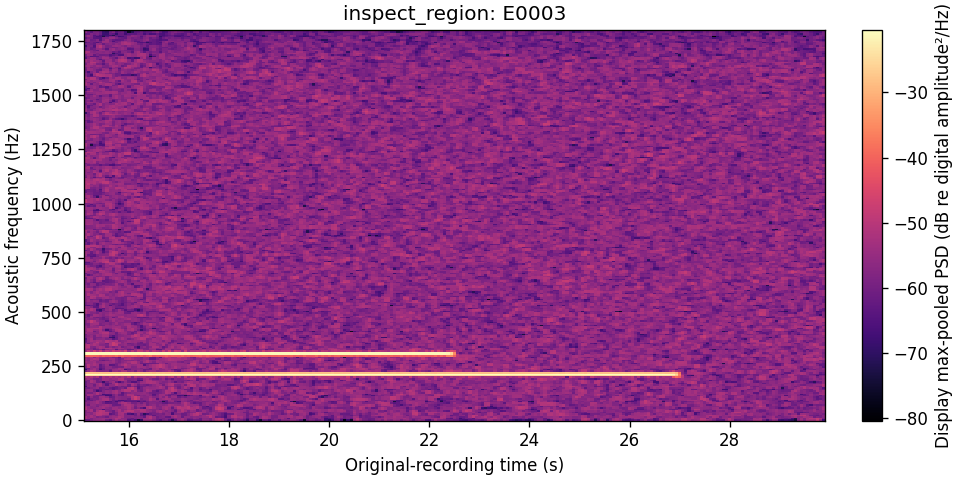 inspect_region: E0003
Acoustic frequency (Hz)
1750
1500
1250
1000
750
500
250
0
16 18 20 22 24 26 28
Original-recording time (s)
−30
−40
−50
−60
−70
−80
Display max-pooled PSD (dB re digital amplitude²/Hz)